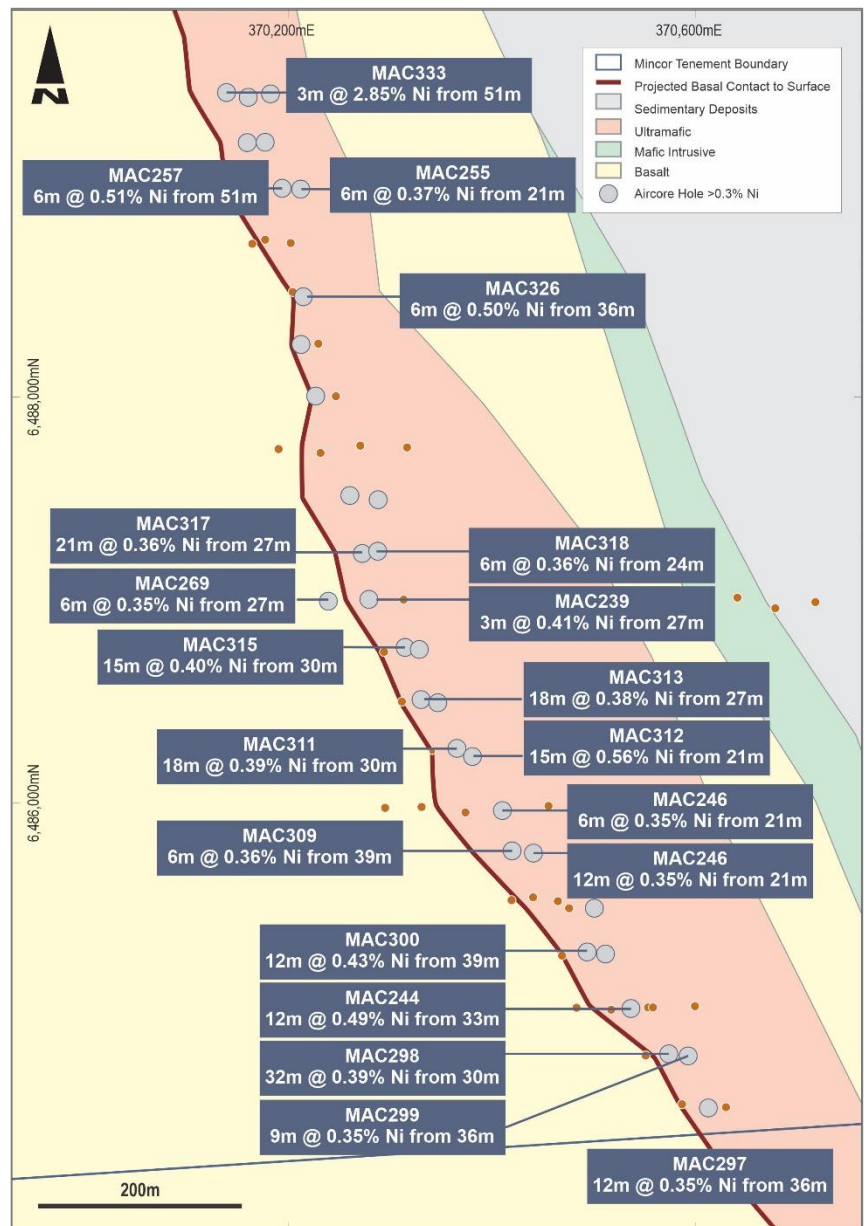 370,200mE
370,600mE
N
Mincor Tenement Boundary
Projected Basal Contact to Surface
Sedimentary Deposits
Ultramafic
Mafic Intrusive
Basalt
Aircore Hole >0.3% Ni
MAC333
3m @ 2.85% Ni from 51m
MAC257
6m @ 0.51% Ni from 51m
MAC255
6m @ 0.37% Ni from 21m
MAC326
6m @ 0.50% Ni from 36m
6,488,000mN
MAC317
21m @ 0.36% Ni from 27m
MAC318
6m @ 0.36% Ni from 24m
MAC269
6m @ 0.35% Ni from 27m
MAC239
3m @ 0.41% Ni from 27m
MAC315
15m @ 0.40% Ni from 30m
MAC313
18m @ 0.38% Ni from 27m
MAC311
18m @ 0.39% Ni from 30m
MAC312
15m @ 0.56% Ni from 21m
6,486,000mN
MAC246
6m @ 0.35% Ni from 21m
MAC309
6m @ 0.36% Ni from 39m
MAC246
12m @ 0.35% Ni from 21m
MAC300
12m @ 0.43% Ni from 39m
MAC244
12m @ 0.49% Ni from 33m
MAC298
32m @ 0.39% Ni from 30m
MAC299
9m @ 0.35% Ni from 36m
MAC297
12m @ 0.35% Ni from 36m
200m